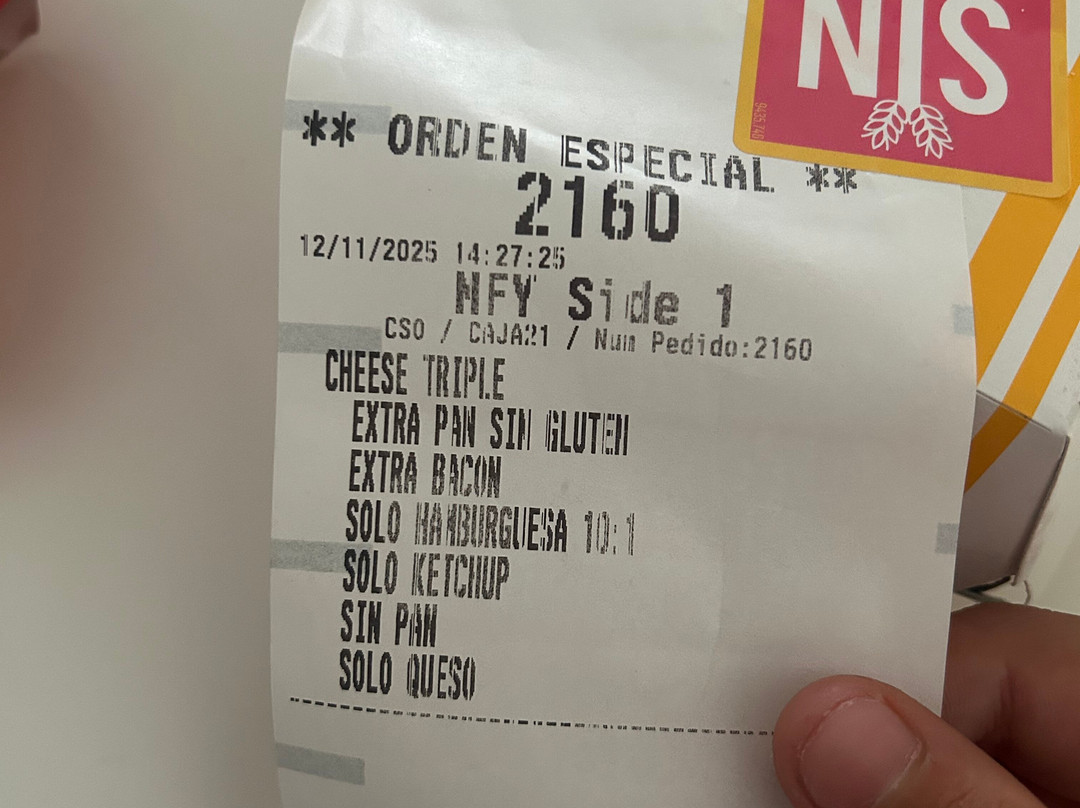 NIS
** ORDEN ESPECIAL **
2160
12/11/2025 14:27:25
NFY Side 1
CSO / CAJA21 / Num Pedido:2160
CHEESE TRIPLE
EXTRA PAN SIN GLUTEN
EXTRA BACON
SOLO HAMBURGUESA 10:1
SOLO KETCHUP
SIN PAN
SOLO QUESO